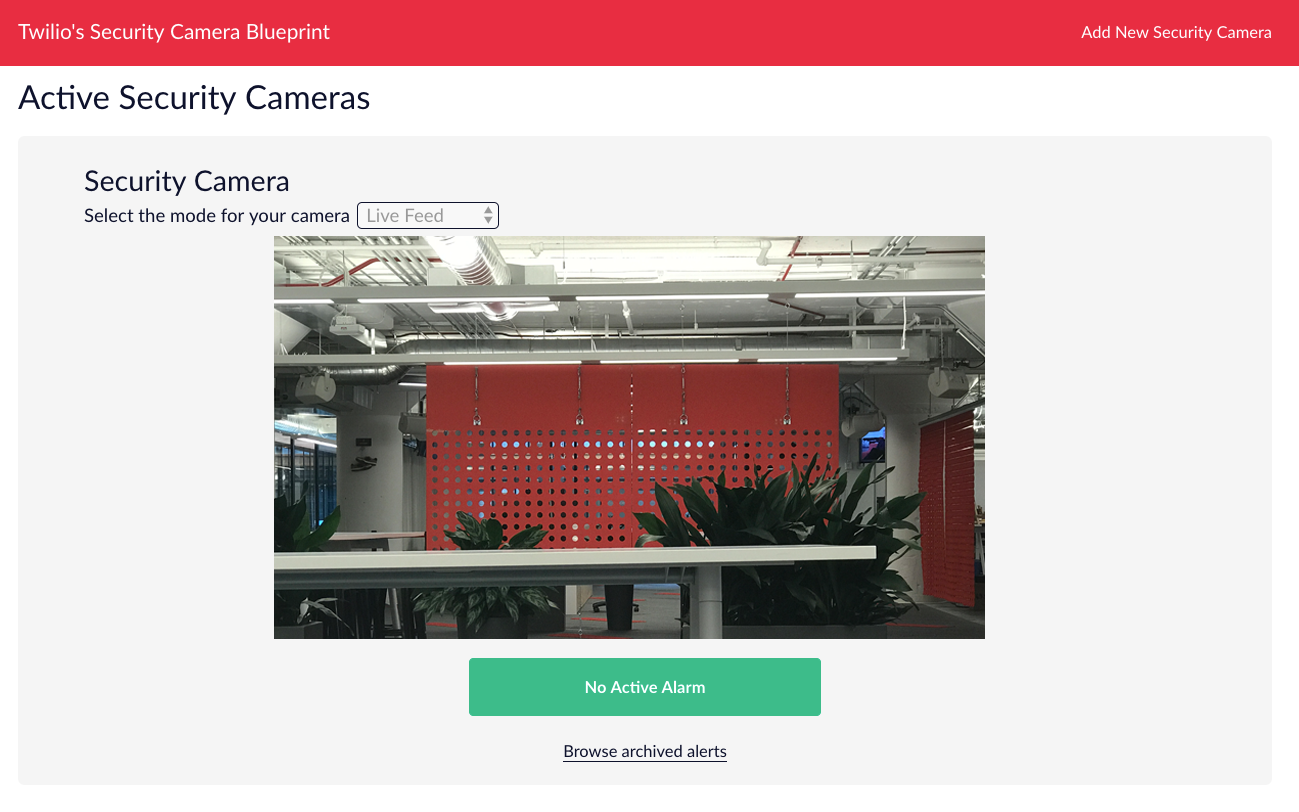 Twilio's Security Camera Blueprint
Add New Security Camera
Active Security Cameras
Security Camera
Select the mode for your camera Live Feed
No Active Alarm
Browse archived alerts